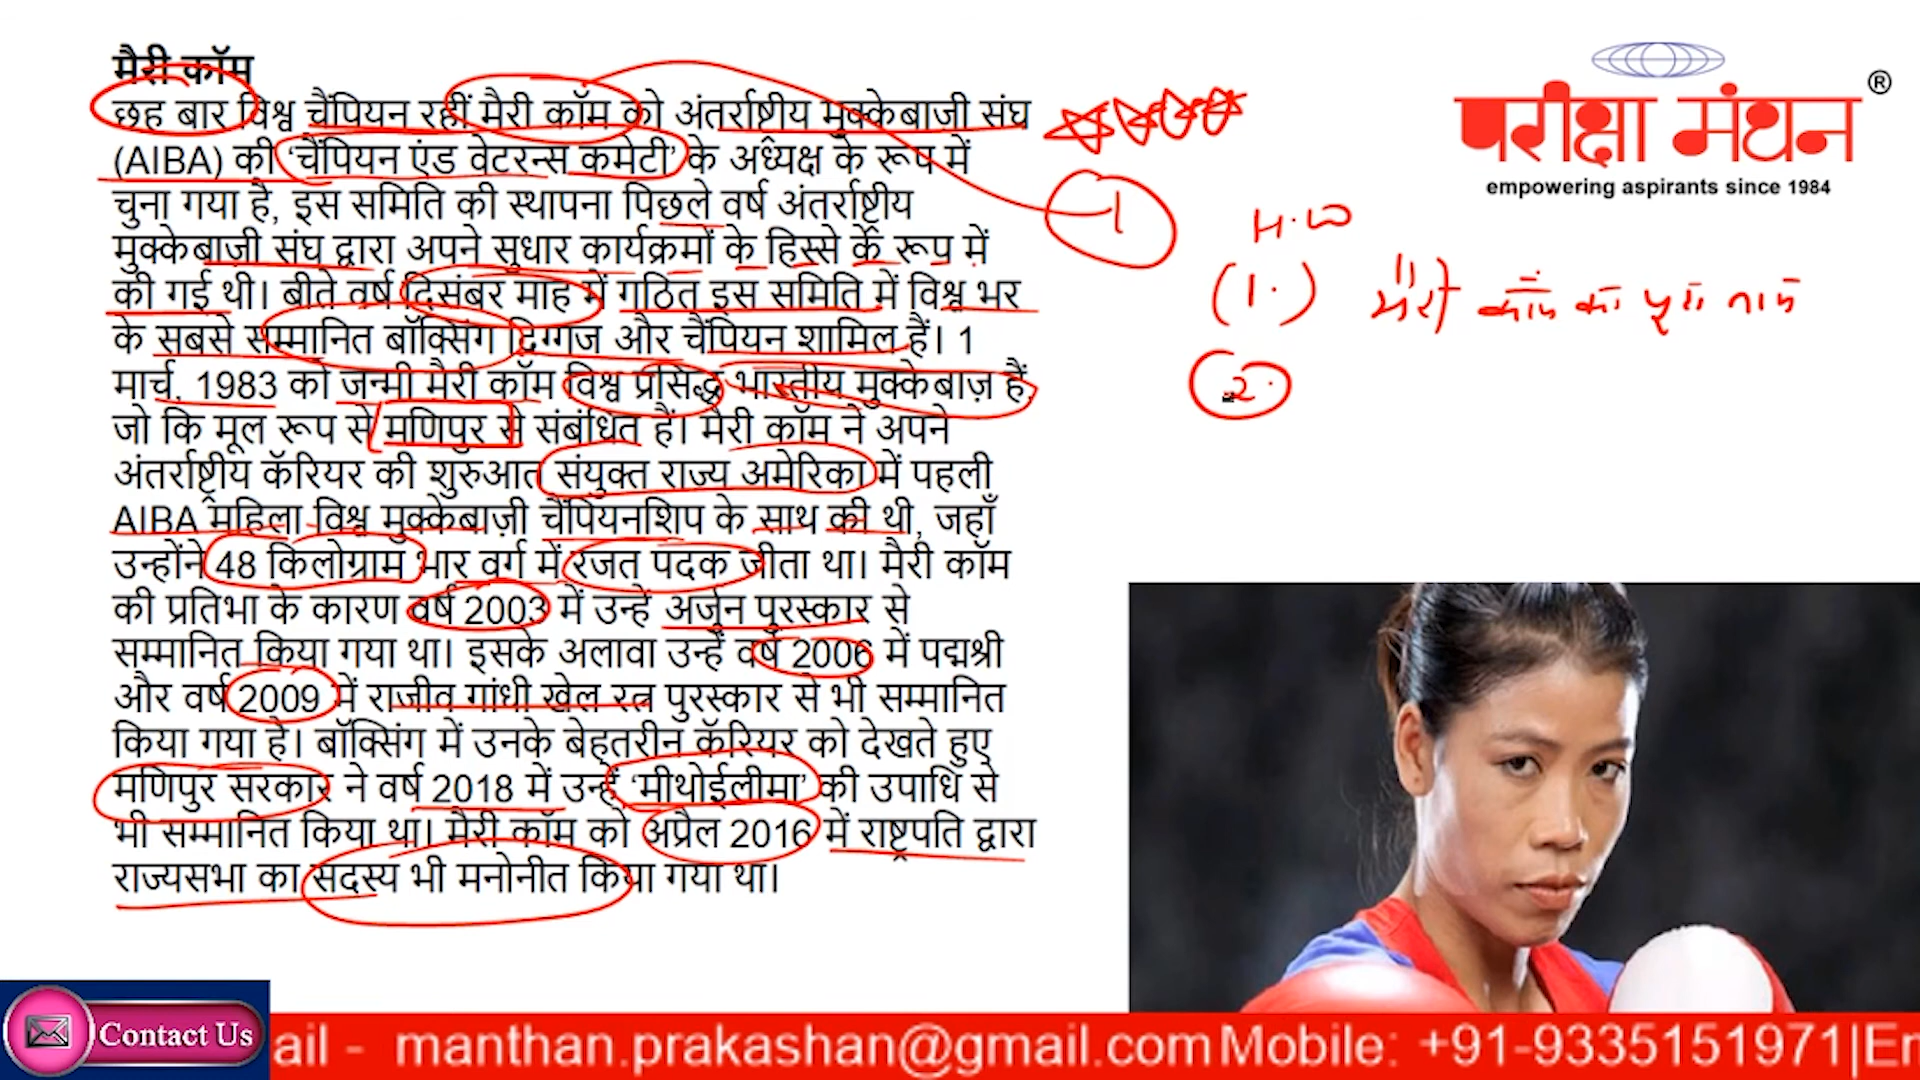 मैरी कॉम
छह बार विश्व चैंपियन रहीं मैरी कॉम को अंतर्राष्ट्रीय मुक्केबाजी संघ
(AIBA) की 'चैंपियन एंड वेटरन्स कमेटी' के अध्यक्ष के रूप में
चुना गया है, इस समिति की स्थापना पिछले वर्ष अंतर्राष्ट्रीय
मुक्केबाज़ी संघ द्वारा अपने सुधार कार्यक्रमों के हिस्से के रूप में
की गई थी। बीते वर्ष दिसंबर माह में गठित इस समिति में विश्व भर
के सबसे सम्मानित बॉक्सिंग दिग्गज और चैंपियन शामिल हैं। 1
मार्च, 1983 को जन्मी मैरी कॉम विश्व प्रसिद्ध भारतीय मुक्केबाज़ हैं,
जो कि मूल रूप से मणिपुर से संबंधित हैं। मैरी कॉम ने अपने
अंतर्राष्ट्रीय कॅरियर की शुरुआत संयुक्त राज्य अमेरिका में पहली
AIBA महिला विश्व मुक्केबाज़ी चैंपियनशिप के साथ की थी, जहाँ
उन्होंने 48 किलोग्राम भार वर्ग में रजत पदक जीता था। मैरी कॉम
की प्रतिभा के कारण वर्ष 2003 में उन्हें अर्जुन पुरस्कार से
सम्मानित किया गया था। इसके अलावा उन्हें वर्ष 2006 में पद्मश्री
और वर्ष 2009 में राजीव गांधी खेल रत्न पुरस्कार से भी सम्मानित
किया गया है। बॉक्सिंग में उनके बेहतरीन कॅरियर को देखते हुए
मणिपुर सरकार ने वर्ष 2018 में उन्हें 'मीथोईलीमा' की उपाधि से
भी सम्मानित किया था। मैरी कॉम को अप्रैल 2016 में राष्ट्रपति द्वारा
राज्यसभा का सदस्य भी मनोनीत किया गया था।
परीक्षा मंथन ®
empowering aspirants since 1984
1
H.W
(1.) मैरी कॉम का पूरा नाम
2.
Contact Us
ail - manthan.prakashan@gmail.com Mobile: +91-9335151971|En